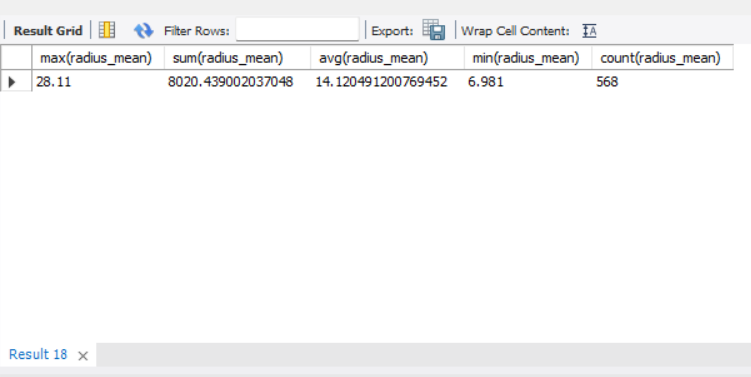 Result Grid Filter Rows: Export: Wrap Cell Content: IA
max(radius_mean) sum(radius_mean) avg(radius_mean) min(radius_mean) count(radius_mean)
28.11 8020.439002037048 14.120491200769452 6.981 568
Result 18 ×